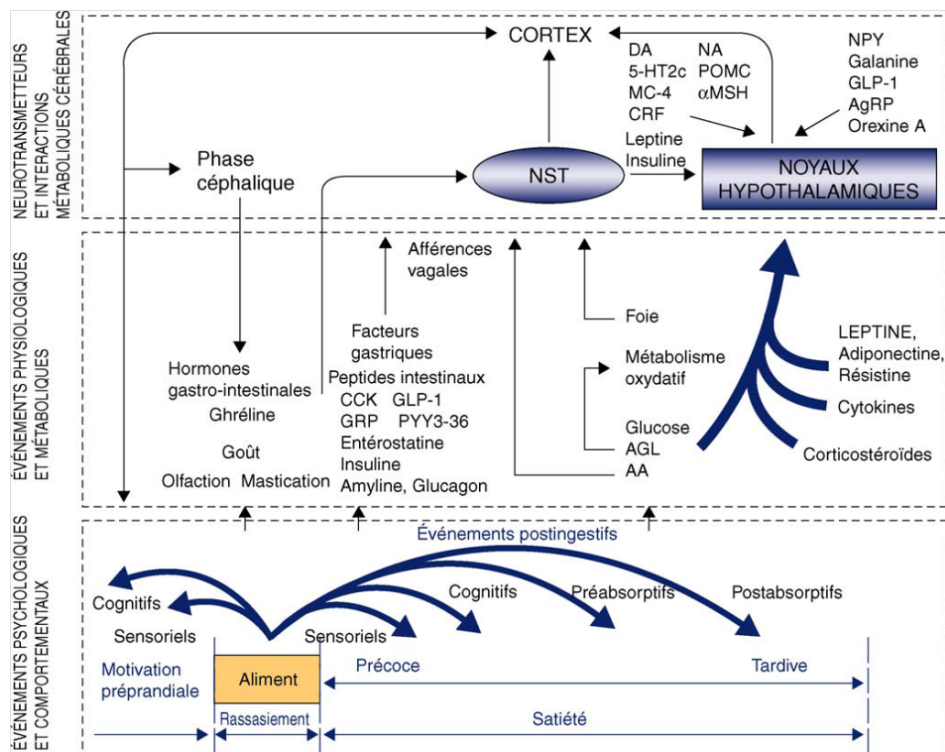 NEUROTRANSMETTEURS
ET INTERACTIONS
MÉTABOLIQUES CÉRÉBRALES
CORTEX
DA NA
5-HT2c POMC
MC-4 αMSH
CRF
Leptine
Insuline
NPY
Galanine
GLP-1
AgRP
Orexine A
Phase
céphalique
NST
NOYAUX
HYPOTHALAMIQUES
ÉVÉNEMENTS PHYSIOLOGIQUES
ET MÉTABOLIQUES
Afférences
vagales
Hormones
gastro-intestinales
Ghréline
Goût
Olfaction Mastication
Facteurs
gastriques
Peptides intestinaux
CCK GLP-1
GRP PYY3-36
Entérostatine
Insuline
Amyline, Glucagon
Foie
Métabolisme
oxydatif
Glucose
AGL
AA
LEPTINE,
Adiponectine,
Résistine
Cytokines
Corticostéroïdes
ÉVÉNEMENTS PSYCHOLOGIQUES
ET COMPORTEMENTAUX
Événements postingestifs
Cognitifs
Sensoriels
Sensoriels
Cognitifs
Préabsorptifs
Postabsorptifs
Motivation
préprandiale
Aliment
Précoce
Tardive
Rassasiement
Satiété